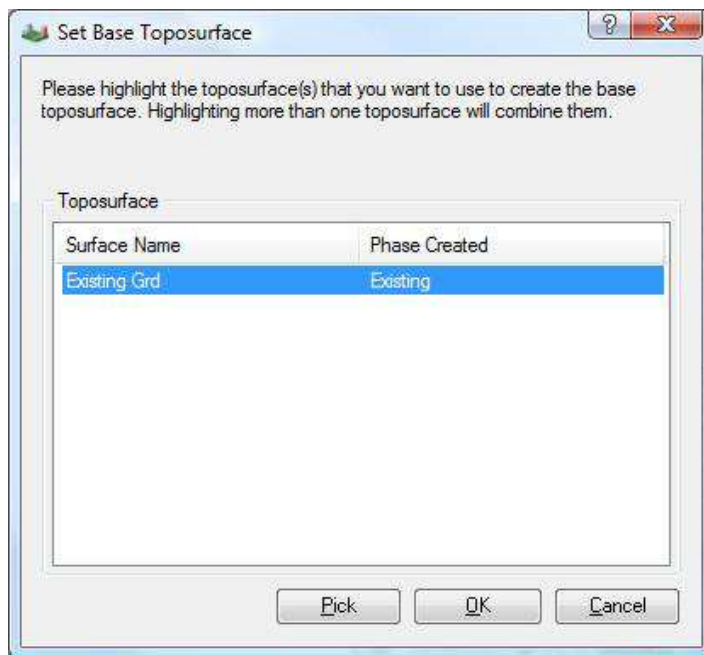 Set Base Toposurface
?
Please highlight the toposurface(s) that you want to use to create the base
toposurface. Highlighting more than one toposurface will combine them.
Toposurface
Surface Name Phase Created
Existing Grd Existing
Pick OK Cancel